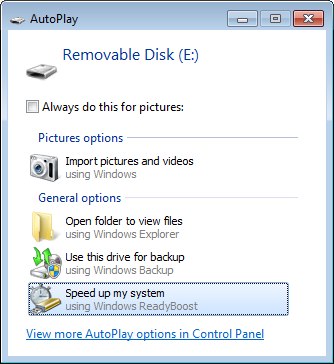 AutoPlay
Removable Disk (E:)
Always do this for pictures:
Pictures options
Import pictures and videos
using Windows
General options
Open folder to view files
using Windows Explorer
Use this drive for backup
using Windows Backup
Speed up my system
using Windows ReadyBoost
View more AutoPlay options in Control Panel